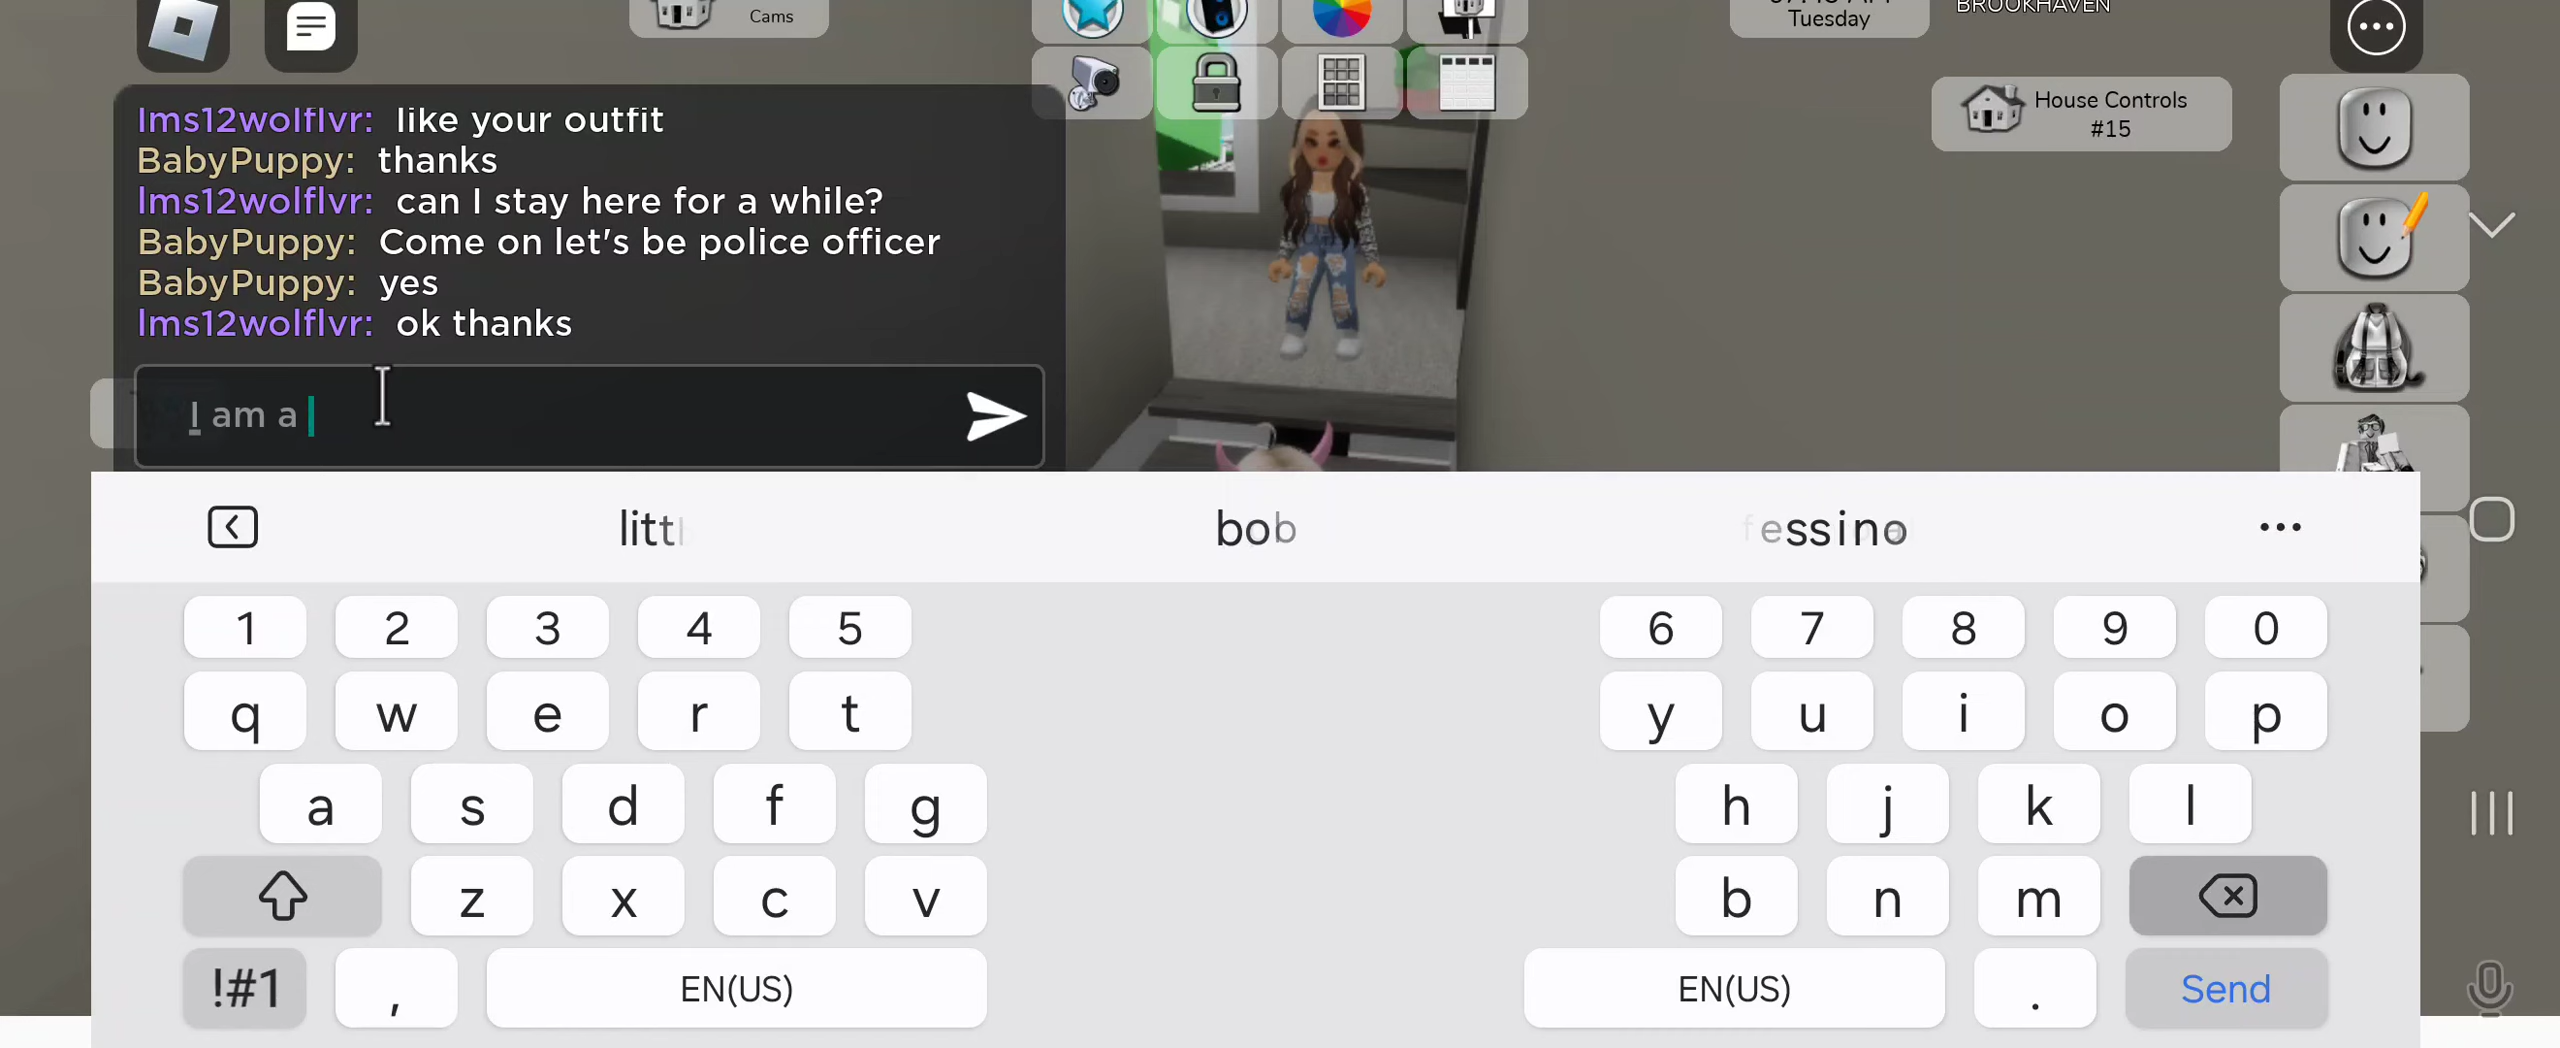 Cams
Tuesday
BROOKHAVEN
House Controls
#15
lms12wolflvr: like your outfit
BabyPuppy: thanks
lms12wolflvr: can I stay here for a while?
BabyPuppy: Come on let's be police officer
BabyPuppy: yes
lms12wolflvr: ok thanks
I am a
bob
1 2 3 4 5 6 7 8 9 0
q w e r t y u i o p
a s d f g h j k l
z x c v b n m
!#1 , EN(US) EN(US) . Send